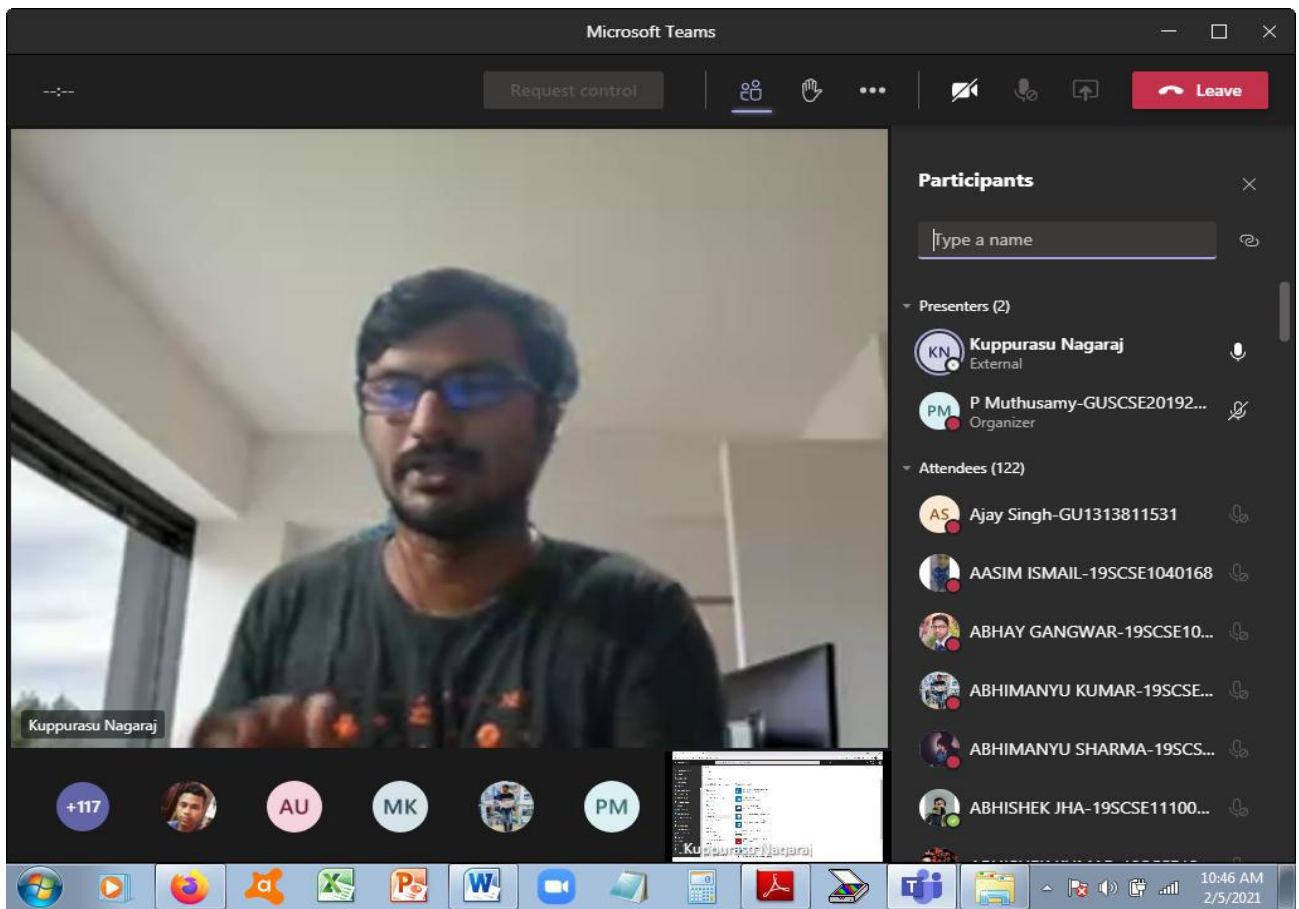 Microsoft Teams
--:--
Request control
Leave
Kuppurasu Nagaraj
+117
AU
MK
PM
Kuppurasu Nagaraj
Participants
Type a name
Presenters (2)
KN
Kuppurasu Nagaraj
External
PM
P Muthusamy-GUSCSE20192...
Organizer
Attendees (122)
AS
Ajay Singh-GU1313811531
AASIM ISMAIL-19SCSE1040168
ABHAY GANGWAR-19SCSE10...
ABHIMANYU KUMAR-19SCSE...
ABHIMANYU SHARMA-19SCS...
ABHISHEK JHA-19SCSE11100...
10:46 AM
2/5/2021